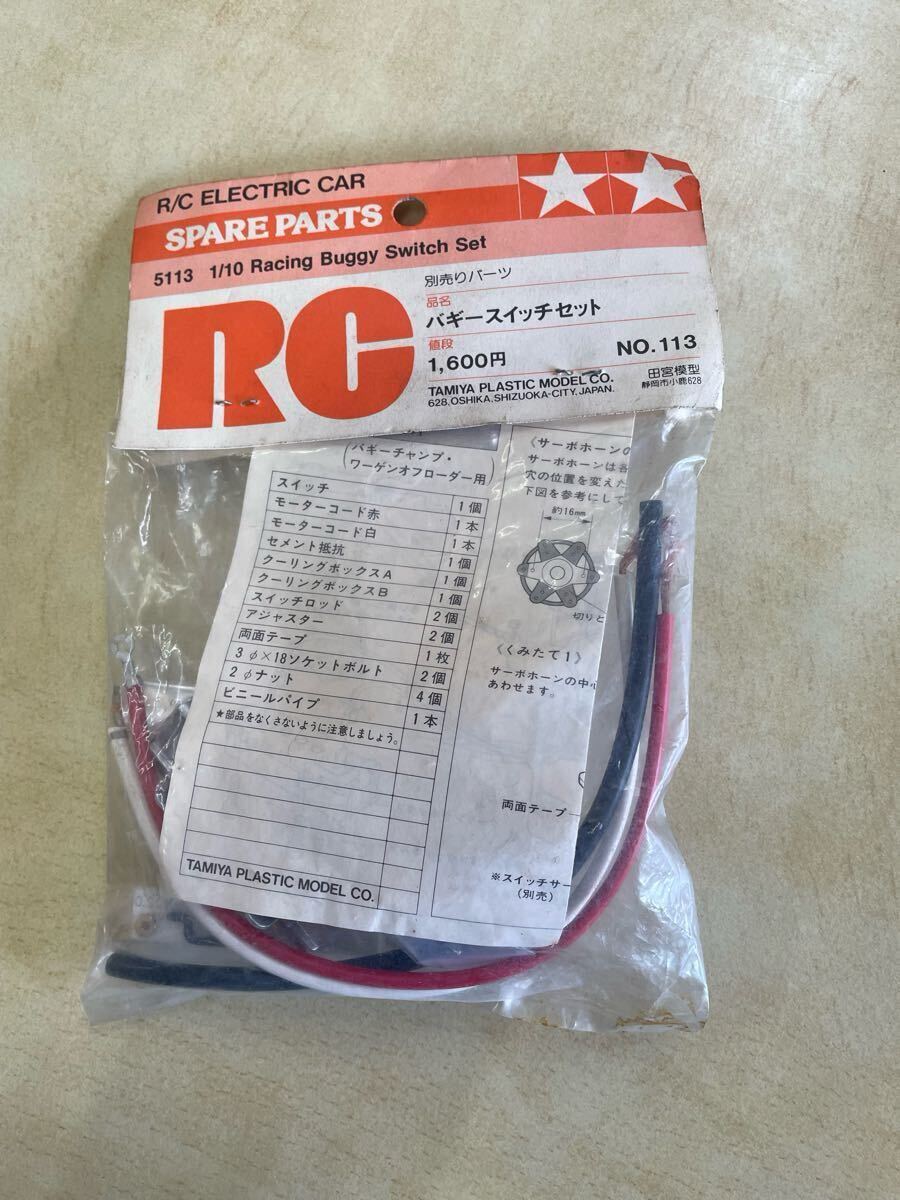 R/C ELECTRIC CAR
SPARE PARTS
5113 1/10 Racing Buggy Switch Set
RC
別売りパーツ
品名
バギースイッチセット
値段
1,600円
NO.113
TAMIYA PLASTIC MODEL CO.
628,OSHIKA,SHIZUOKA-CITY, JAPAN.
田宮模型
静岡市小鹿628
(バギーチャンプ・
ワーゲンオフローダー用)
スイッチ 1個
モーターコード赤 1本
モーターコード白 1本
セメント抵抗 1個
クーリングボックスA 1個
クーリングボックスB 1個
スイッチロッド 2個
アジャスター 2個
両面テープ 1枚
3φ×18ソケットボルト 2個
2φナット 4個
ビニールパイプ 1本
★部品をなくさないように注意しましょう。
TAMIYA PLASTIC MODEL CO.
〈サーボホーンの
サーボホーンは各
穴の位置を変えた
下図を参考にして
約16mm
切りと
〈くみたて1〉
サーボホーンの中心
あわせます。
両面テープ
※スイッチサー
(別売)